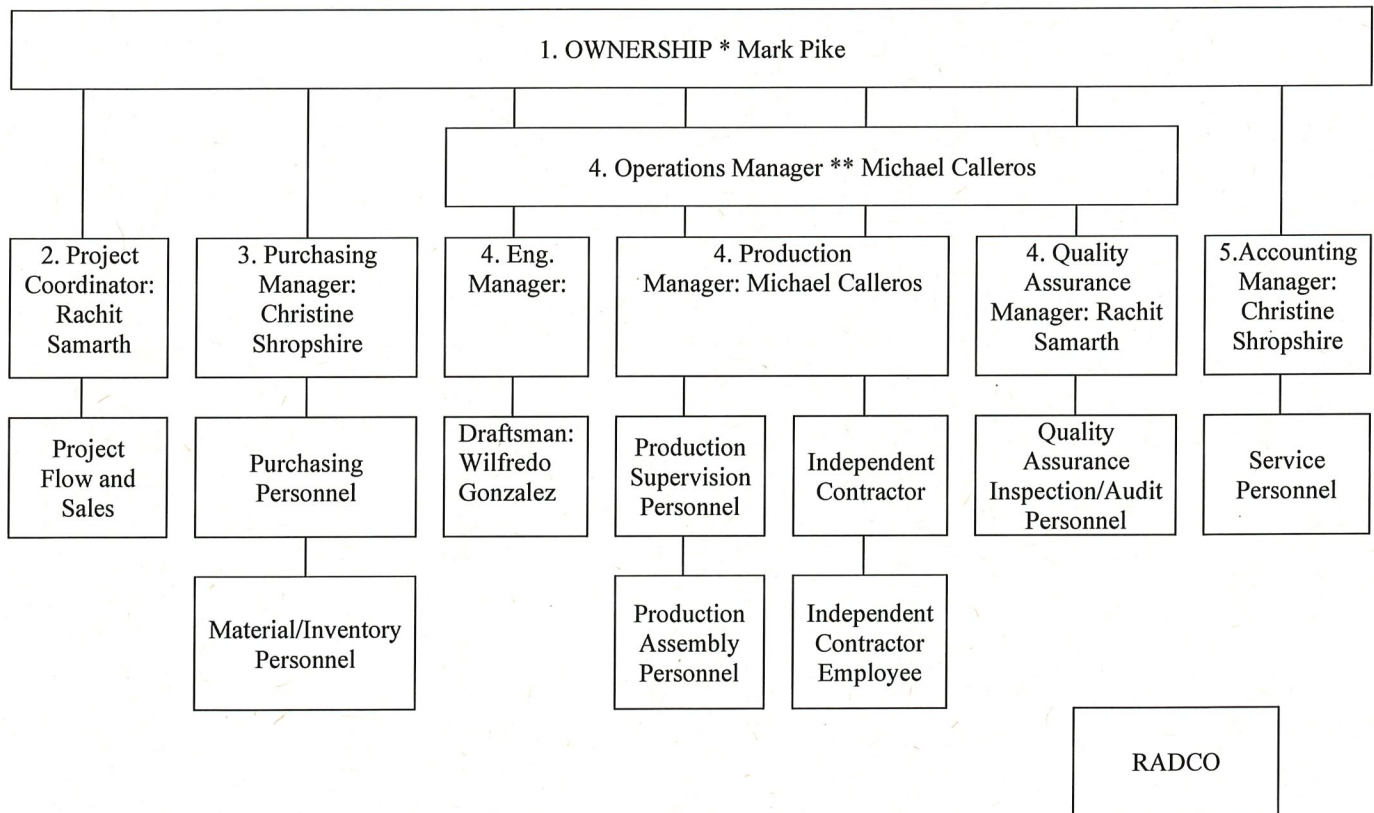 1. OWNERSHIP * Mark Pike
4. Operations Manager ** Michael Calleros
2. Project
Coordinator:
Rachit
Samarth
3. Purchasing
Manager:
Christine
Shropshire
4. Eng.
Manager:
4. Production
Manager: Michael Calleros
4. Quality
Assurance
Manager: Rachit
Samarth
5.Accounting
Manager:
Christine
Shropshire
Project
Flow and
Sales
Purchasing
Personnel
Draftsman:
Wilfredo
Gonzalez
Production
Supervision
Personnel
Independent
Contractor
Quality
Assurance
Inspection/Audit
Personnel
Service
Personnel
Material/Inventory
Personnel
Production
Assembly
Personnel
Independent
Contractor
Employee
RADCO